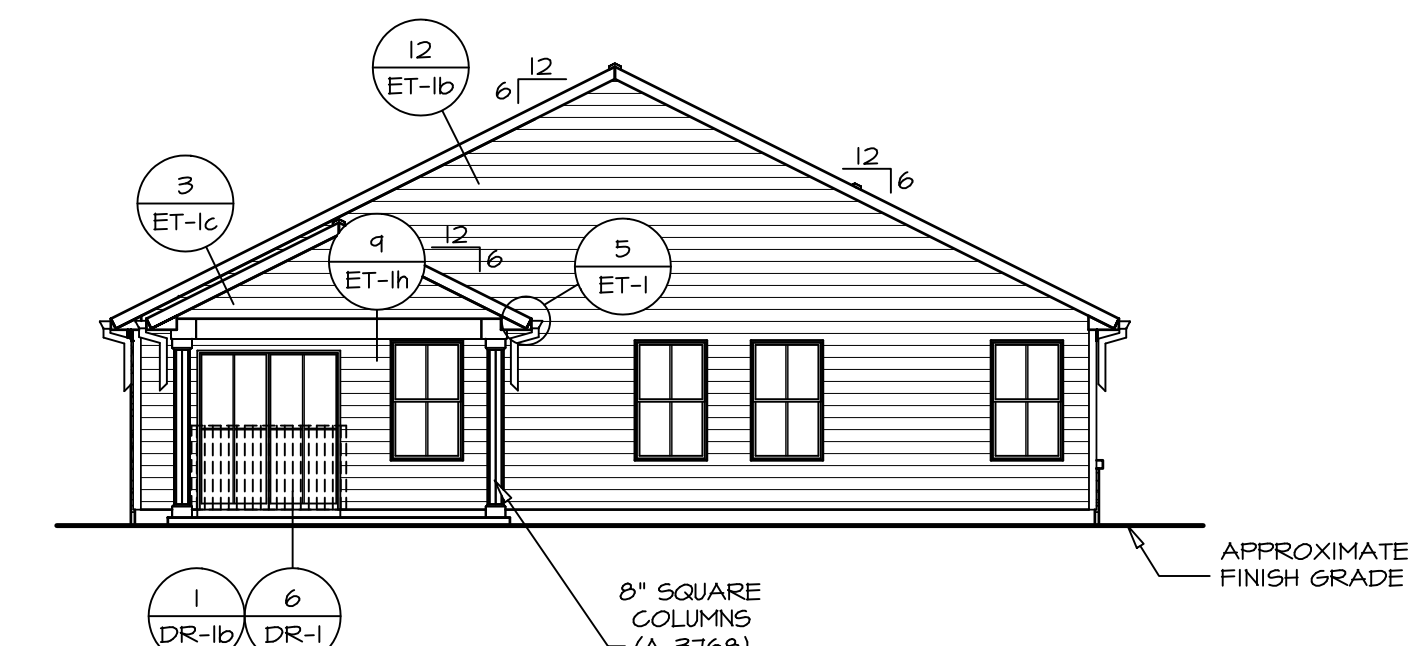 12
ET-1b
12
6
12
6
3
ET-1c
9
ET-1h
12
6
5
ET-1
1
DR-1b
6
DR-1
8" SQUARE
COLUMNS
APPROXIMATE
FINISH GRADE